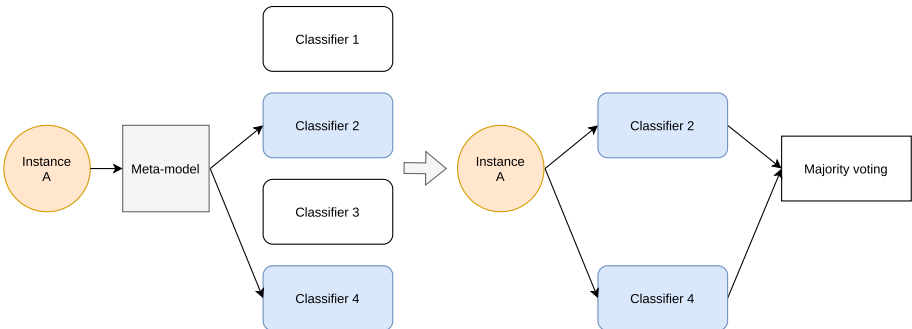 Classifier 1
Instance
A
Meta-model
Classifier 2
Classifier 3
Classifier 4
Instance
A
Classifier 2
Classifier 4
Majority voting